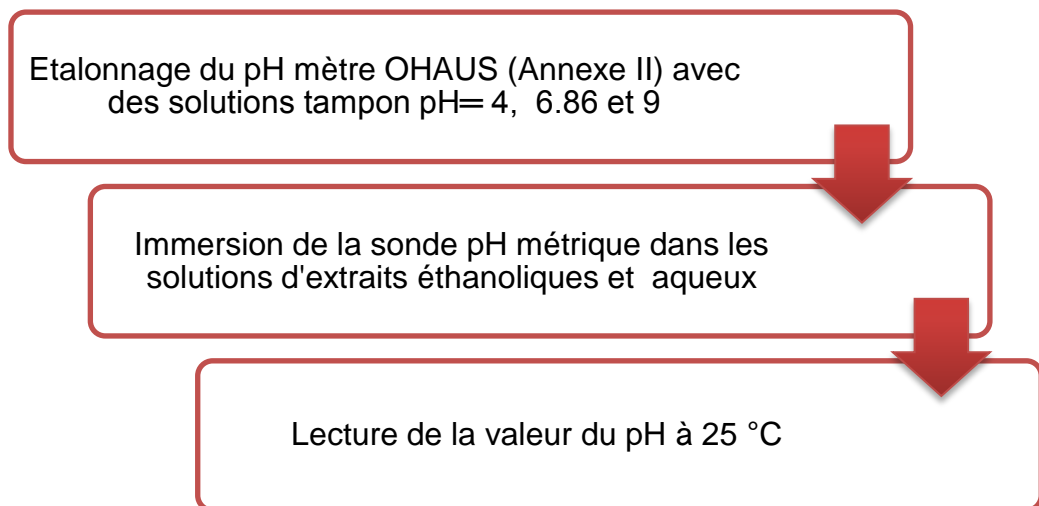 Etalonnage du pH mètre OHAUS (Annexe II) avec
des solutions tampon pH= 4, 6.86 et 9
Immersion de la sonde pH métrique dans les
solutions d'extraits éthanoliques et aqueux
Lecture de la valeur du pH à 25 °C